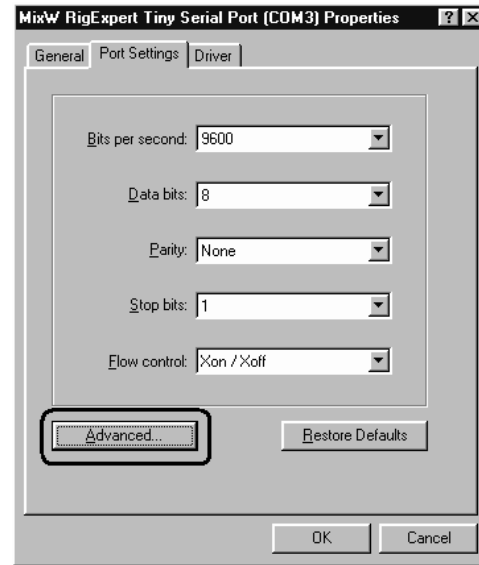 MixW RigExpert Tiny Serial Port (COM3) Properties
General Port Settings Driver
Bits per second: 9600
Data bits: 8
Parity: None
Stop bits: 1
Flow control: Xon / Xoff
Advanced... Restore Defaults
OK Cancel